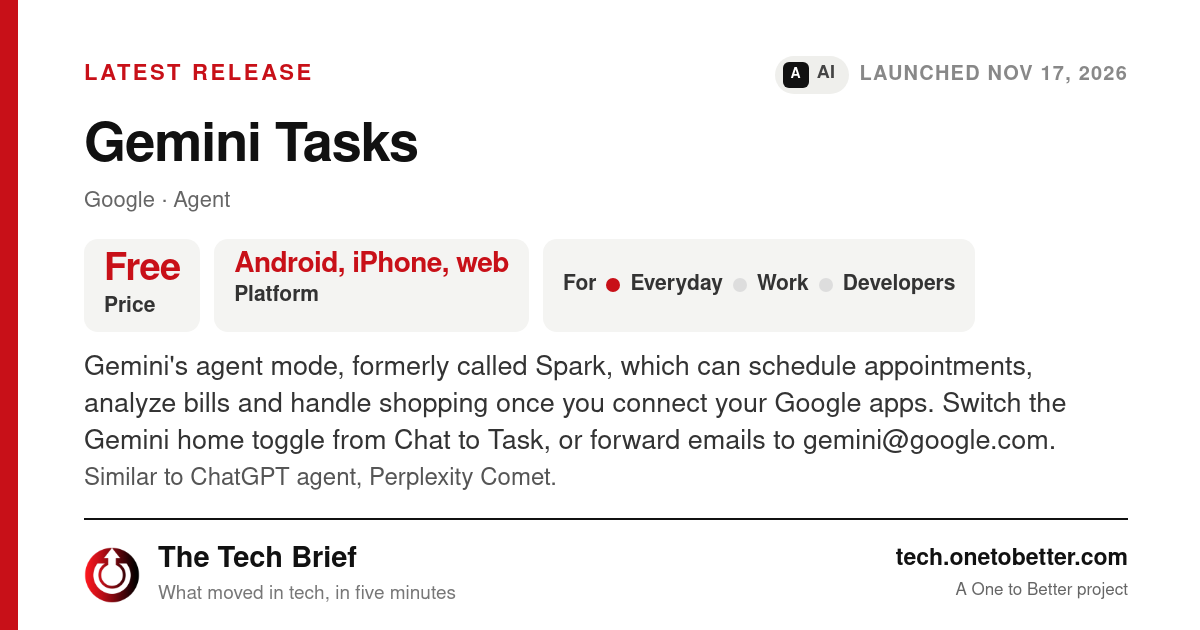 LATEST RELEASE
A AI LAUNCHED NOV 17, 2026
Gemini Tasks
Google · Agent
Free
Price
Android, iPhone, web
Platform
For Everyday Work Developers
Gemini's agent mode, formerly called Spark, which can schedule appointments,
analyze bills and handle shopping once you connect your Google apps. Switch the
Gemini home toggle from Chat to Task, or forward emails to gemini@google.com.
Similar to ChatGPT agent, Perplexity Comet.
The Tech Brief
What moved in tech, in five minutes
tech.onetobetter.com
A One to Better project